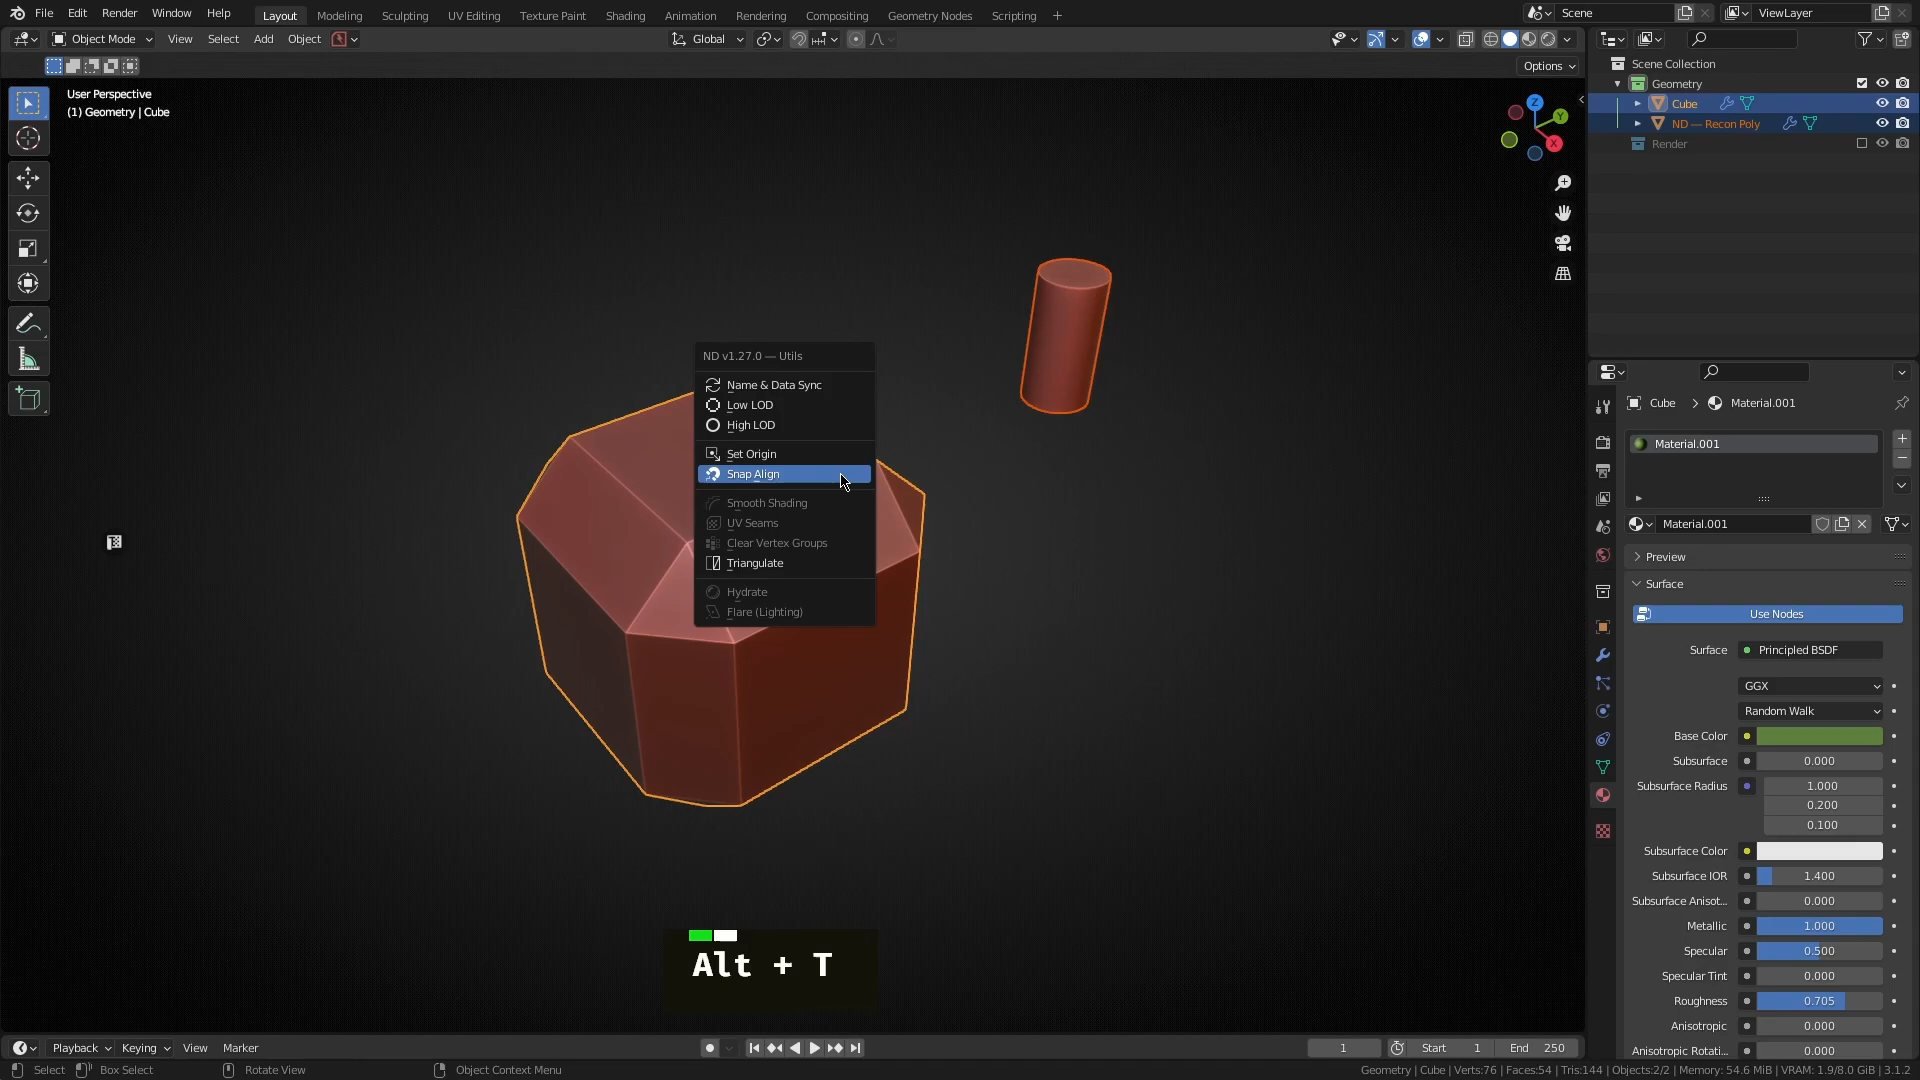 File Edit Render Window Help Layout Modeling Sculpting UV Editing Texture Paint Shading Animation Rendering Compositing Geometry Nodes Scripting + Scene ViewLayer
Object Mode View Select Add Object Global
Options
User Perspective
(1) Geometry | Cube
Z
Y
X
Scene Collection
Geometry
Cube
ND — Recon Poly
Render
ND v1.27.0 — Utils
Name & Data Sync
Low LOD
High LOD
Set Origin
Snap Align
Smooth Shading
UV Seams
Clear Vertex Groups
Triangulate
Hydrate
Flare (Lighting)
Alt + T
Cube > Material.001
Material.001
Material.001
Preview
Surface
Use Nodes
Surface Principled BSDF
GGX
Random Walk
Base Color
Subsurface 0.000
Subsurface Radius 1.000
0.200
0.100
Subsurface Color
Subsurface IOR 1.400
Subsurface Anisot... 0.000
Metallic 1.000
Specular 0.500
Specular Tint 0.000
Roughness 0.705
Anisotropic 0.000
Anisotropic Rotati... 0.000
Playback Keying View Marker 1 Start 1 End 250
Select Box Select Rotate View Object Context Menu Geometry | Cube | Verts:76 | Faces:54 | Tris:144 | Objects:2/2 | Memory: 54.6 MiB | VRAM: 1.9/8.0 GiB | 3.1.2